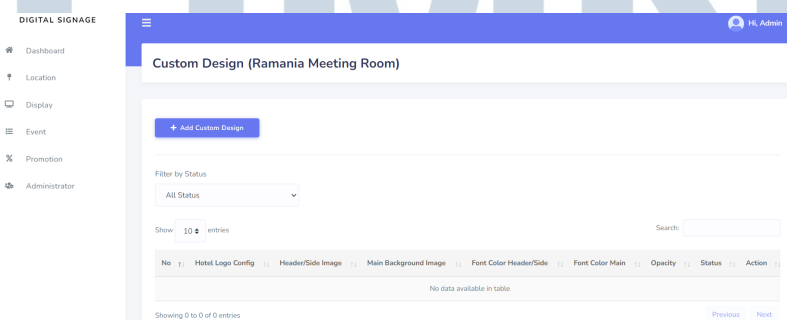 DIGITAL SIGNAGE
Hi, Admin
Dashboard
Location
Display
Event
Promotion
Administrator
Custom Design (Ramania Meeting Room)
+ Add Custom Design
Filter by Status
All Status
Show 10 entries
Search:
No Hotel Logo Config Header/Side Image Main Background Image Font Color Header/Side Font Color Main Opacity Status Action
No data available in table
Showing 0 to 0 of 0 entries
Previous Next